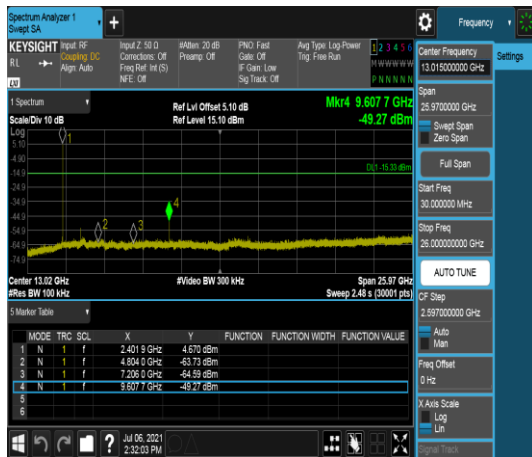 Spectrum Analyzer 1
Swept SA
Frequency
KEYSIGHT
Input: RF
Input Z: 50 Ω
#Atten: 20 dB
PNO: Fast
Avg Type: Log-Power
1 2 3 4 5 6
RL
Coupling: DC
Corrections: Off
Preamp: Off
Gate: Off
Trig: Free Run
M W W W W W
Align: Auto
Freq Ref: Int (S)
IF Gain: Low
NFE: Off
Sig Track: Off
P N N N N N
Center Frequency
13.015000000 GHz
Settings
Span
25.9700000 GHz
Swept Span
Zero Span
Full Span
Start Freq
30.000000 MHz
Stop Freq
26.000000000 GHz
AUTO TUNE
CF Step
2.597000000 GHz
Auto
Man
Freq Offset
0 Hz
X Axis Scale
Log
Lin
Signal Track
1 Spectrum
Ref Lvl Offset 5.10 dB
Mkr4 9.607 7 GHz
Scale/Div 10 dB
Ref Level 15.10 dBm
-49.27 dBm
Log
5.10
-4.90
-14.9
-24.9
-34.9
-44.9
-54.9
-64.9
-74.9
1
2
3
4
DL1 -15.33 dBm
Center 13.02 GHz
#Video BW 300 kHz
Span 25.97 GHz
#Res BW 100 kHz
Sweep 2.48 s (30001 pts)
5 Marker Table
MODE TRC SCL X Y FUNCTION FUNCTION WIDTH FUNCTION VALUE
1 N 1 f 2.401 9 GHz 4.670 dBm
2 N 1 f 4.804 0 GHz -63.73 dBm
3 N 1 f 7.206 0 GHz -64.59 dBm
4 N 1 f 9.607 7 GHz -49.27 dBm
5
6
?
Jul 06, 2021
2:32:03 PM